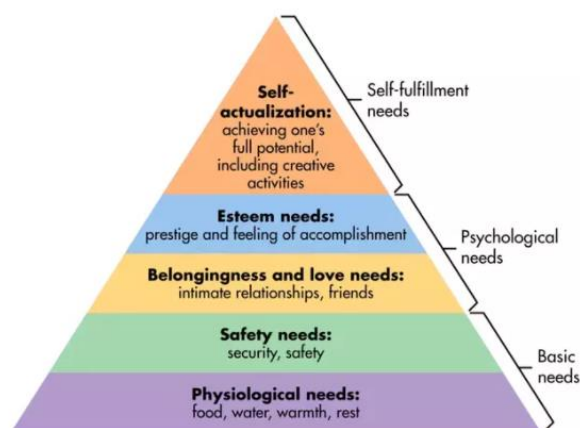 Self-
actualization:
achieving one's
full potential,
including creative
activities
Self-fulfillment
needs
Esteem needs:
prestige and feeling of accomplishment
Belongingness and love needs:
intimate relationships, friends
Psychological
needs
Safety needs:
security, safety
Physiological needs:
food, water, warmth, rest
Basic
needs